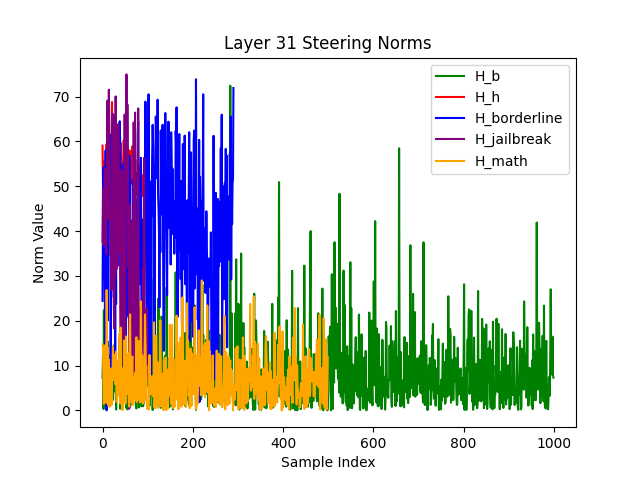 Layer 31 Steering Norms
H_b
H_h
H_borderline
H_jailbreak
H_math
Norm Value
70
60
50
40
30
20
10
0
0 200 400 600 800 1000
Sample Index